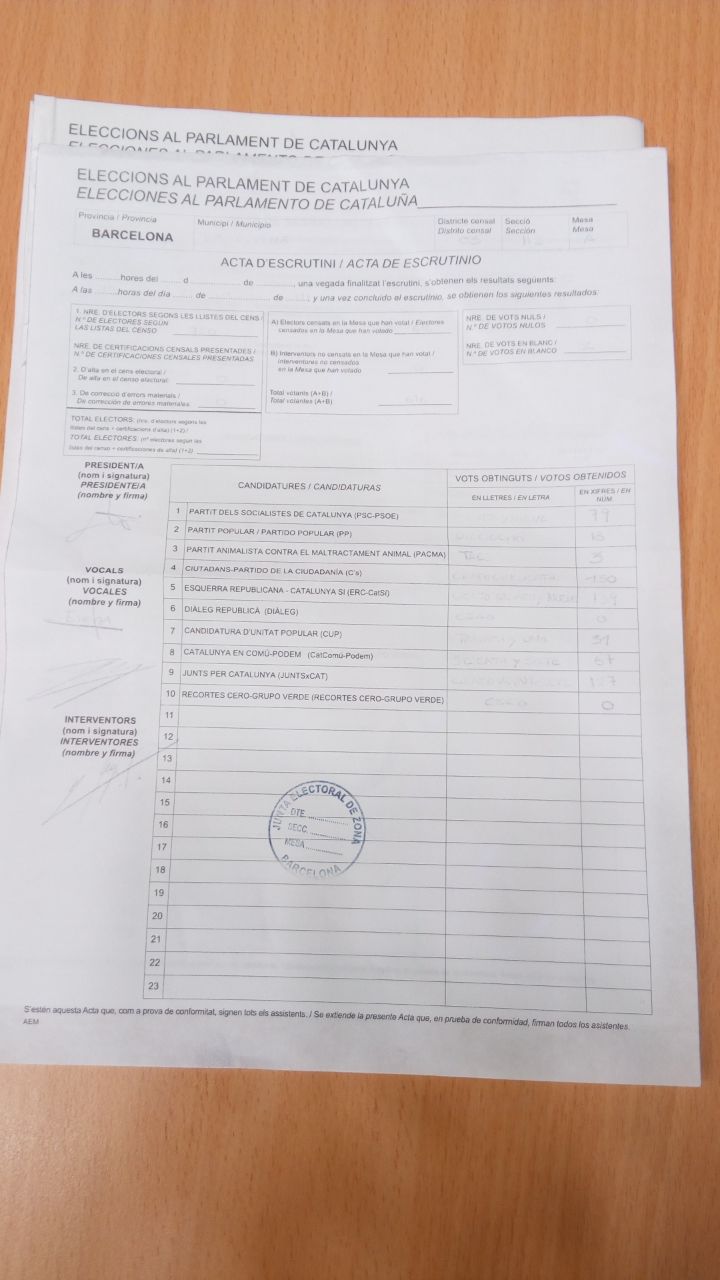 ELECCIONS AL PARLAMENT DE CATALUNYA
ELECCIONS AL PARLAMENT DE CATALUNYA
ELECCIONES AL PARLAMENTO DE CATALUÑA
Provincia / Provincia
BARCELONA
Municipi / Municipio
Districte censal
Distrito censal
Secció
Sección
Mesa
Mesa
A
ACTA D'ESCRUTINI / ACTA DE ESCRUTINIO
A les ........ hores del ...... d .................. de ............, una vegada finalitzat l'escrutini, s'obtenen els resultats següents:
A las ........ horas del día ...... de .................. de ......, y una vez concluido el escrutinio, se obtienen los siguientes resultados:
1. NRE. D'ELECTORS SEGONS LES LLISTES DEL CENS /
N.º DE ELECTORES SEGÚN
LAS LISTAS DEL CENSO
NRE. DE CERTIFICACIONS CENSALS PRESENTADES /
N.º DE CERTIFICACIONES CENSALES PRESENTADAS
2. D'alta en el cens electoral /
De alta en el censo electoral:
3. De correcció d'errors materials /
De corrección de errores materiales
TOTAL ELECTORS: (nre. d'electors segons les
llistes del cens + certificacions d'alta) (1+2) /
TOTAL ELECTORES: (nº electores según las
listas del censo + certificaciones de alta) (1+2)
A) Electors censats en la Mesa que han votat / Electores
censados en la Mesa que han votado
B) Interventors no censats en la Mesa que han votat /
Interventores no censados
en la Mesa que han votado
Total votants (A+B) /
Total votantes (A+B)
NRE. DE VOTS NULS /
N.º DE VOTOS NULOS
NRE. DE VOTS EN BLANC /
N.º DE VOTOS EN BLANCO
PRESIDENT/A
(nom i signatura)
PRESIDENTE/A
(nombre y firma)
VOCALS
(nom i signatura)
VOCALES
(nombre y firma)
INTERVENTORS
(nom i signatura)
INTERVENTORES
(nombre y firma)
CANDIDATURES / CANDIDATURAS
VOTS OBTINGUTS / VOTOS OBTENIDOS
EN LLETRES / EN LETRA
EN XIFRES / EN NÚM.
1 PARTIT DELS SOCIALISTES DE CATALUNYA (PSC-PSOE) 79
2 PARTIT POPULAR / PARTIDO POPULAR (PP)
3 PARTIT ANIMALISTA CONTRA EL MALTRACTAMENT ANIMAL (PACMA) 3
4 CIUTADANS-PARTIDO DE LA CIUDADANÍA (C's) 150
5 ESQUERRA REPUBLICANA - CATALUNYA SÍ (ERC-CatSí)
6 DIÀLEG REPUBLICÀ (DIÀLEG) CERO 0
7 CANDIDATURA D'UNITAT POPULAR (CUP) 31
8 CATALUNYA EN COMÚ-PODEM (CatComú-Podem) 67
9 JUNTS PER CATALUNYA (JUNTSxCAT) 127
10 RECORTES CERO-GRUPO VERDE (RECORTES CERO-GRUPO VERDE) CERO 0
11
12
13
14
15
16
17
18
19
20
21
22
23
JUNTA ELECTORAL DE ZONA
DTE.
SECC.
MESA
BARCELONA
S'estén aquesta Acta que, com a prova de conformitat, signen tots els assistents. / Se extiende la presente Acta que, en prueba de conformidad, firman todos los asistentes.
AEM